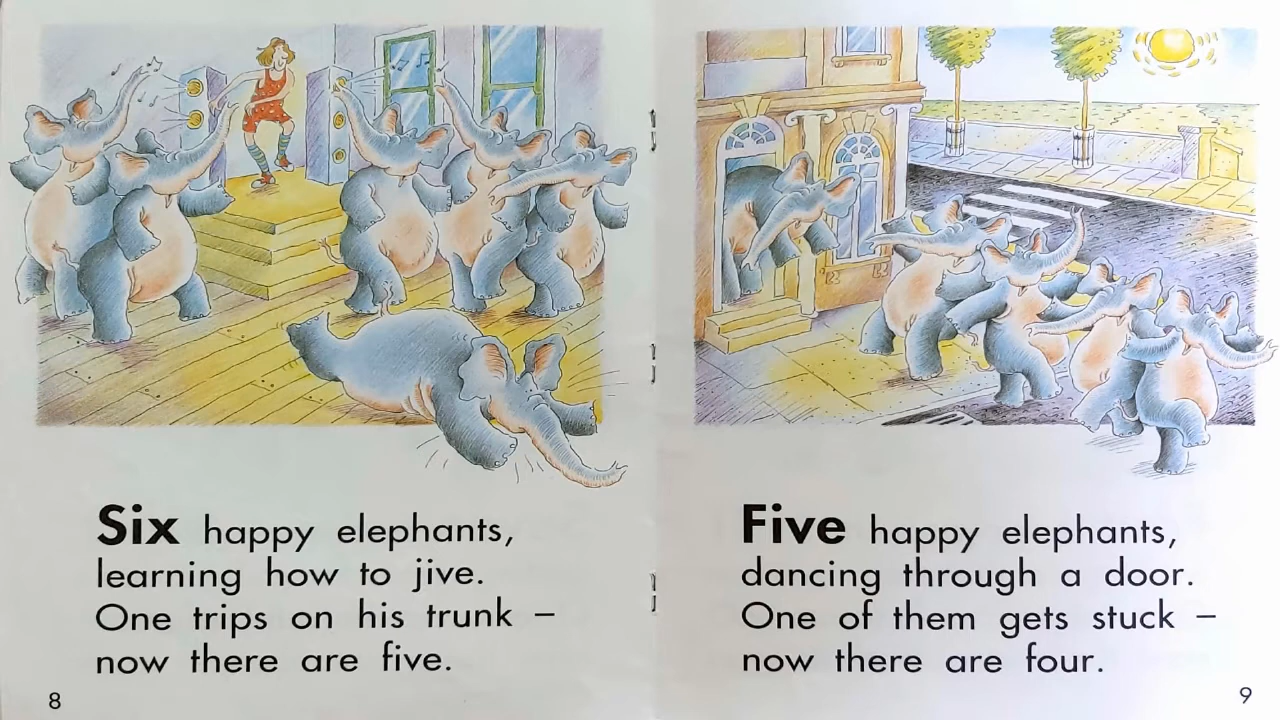 Six happy elephants,
learning how to jive.
One trips on his trunk –
now there are five.
8
Five happy elephants,
dancing through a door.
One of them gets stuck –
now there are four.
9